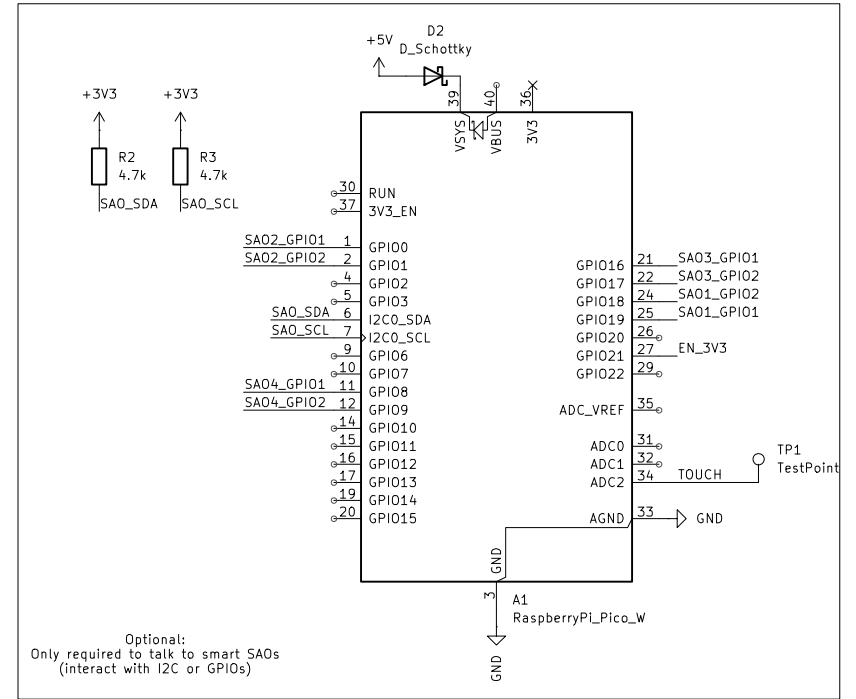 D2
D_Schottky
+5V
39
40
36
VSYS
VBUS
3V3
+3V3
+3V3
R2
4.7k
R3
4.7k
SAO_SDA
SAO_SCL
30
RUN
37
3V3_EN
SAO2_GPIO1
1
GPIO0
SAO2_GPIO2
2
GPIO1
4
GPIO2
5
GPIO3
SAO_SDA
6
I2C0_SDA
SAO_SCL
7
I2C0_SCL
9
GPIO6
10
GPIO7
SAO4_GPIO1
11
GPIO8
SAO4_GPIO2
12
GPIO9
14
GPIO10
15
GPIO11
16
GPIO12
17
GPIO13
19
GPIO14
20
GPIO15
GPIO16
21
SAO3_GPIO1
GPIO17
22
SAO3_GPIO2
GPIO18
24
SAO1_GPIO2
GPIO19
25
SAO1_GPIO1
GPIO20
26
GPIO21
27
EN_3V3
GPIO22
29
ADC_VREF
35
ADC0
31
ADC1
32
ADC2
34
TOUCH
TP1
TestPoint
AGND
33
GND
GND
3
A1
RaspberryPi_Pico_W
GND
Optional:
Only required to talk to smart SAOs
(interact with I2C or GPIOs)